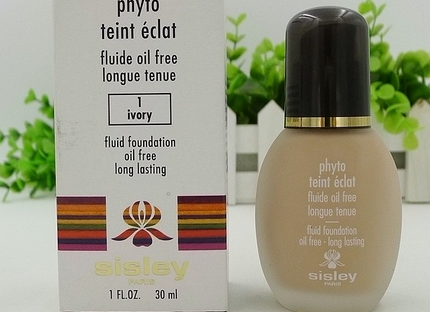 phyto
teint éclat
fluide oil free
longue tenue
1
ivory
fluid foundation
oil free
long lasting
sisley
PARIS
1 FL.OZ. 30 ml
phyto
teint éclat
fluide oil free
longue tenue
fluid foundation
oil free - long lasting
sisley
PARIS